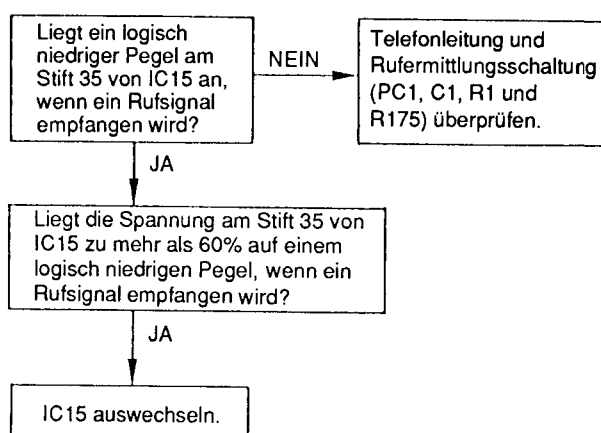 Liegt ein logisch
niedriger Pegel am
Stift 35 von IC15 an,
wenn ein Rufsignal
empfangen wird?
NEIN
Telefonleitung und
Rufermittlungsschaltung
(PC1, C1, R1 und
R175) überprüfen.
JA
Liegt die Spannung am Stift 35 von
IC15 zu mehr als 60% auf einem
logisch niedrigen Pegel, wenn ein
Rufsignal empfangen wird?
JA
IC15 auswechseln.